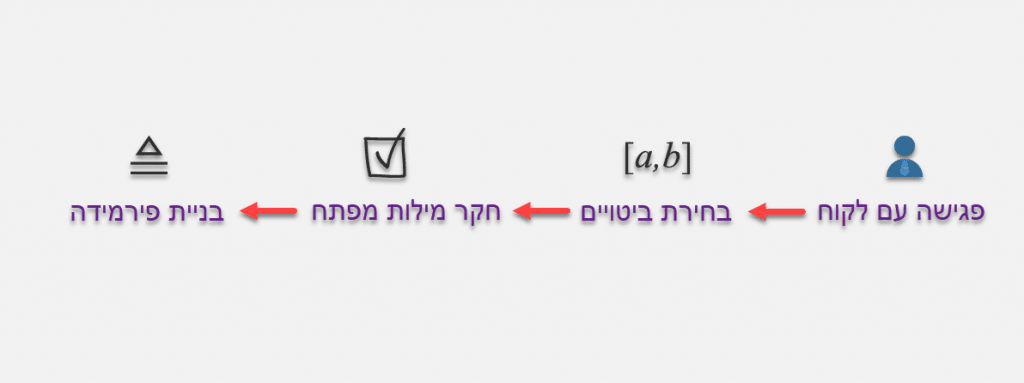 [a,b]
פגישה עם לקוח
בחירת ביטויים
חקר מילות מפתח
בניית פירמידה